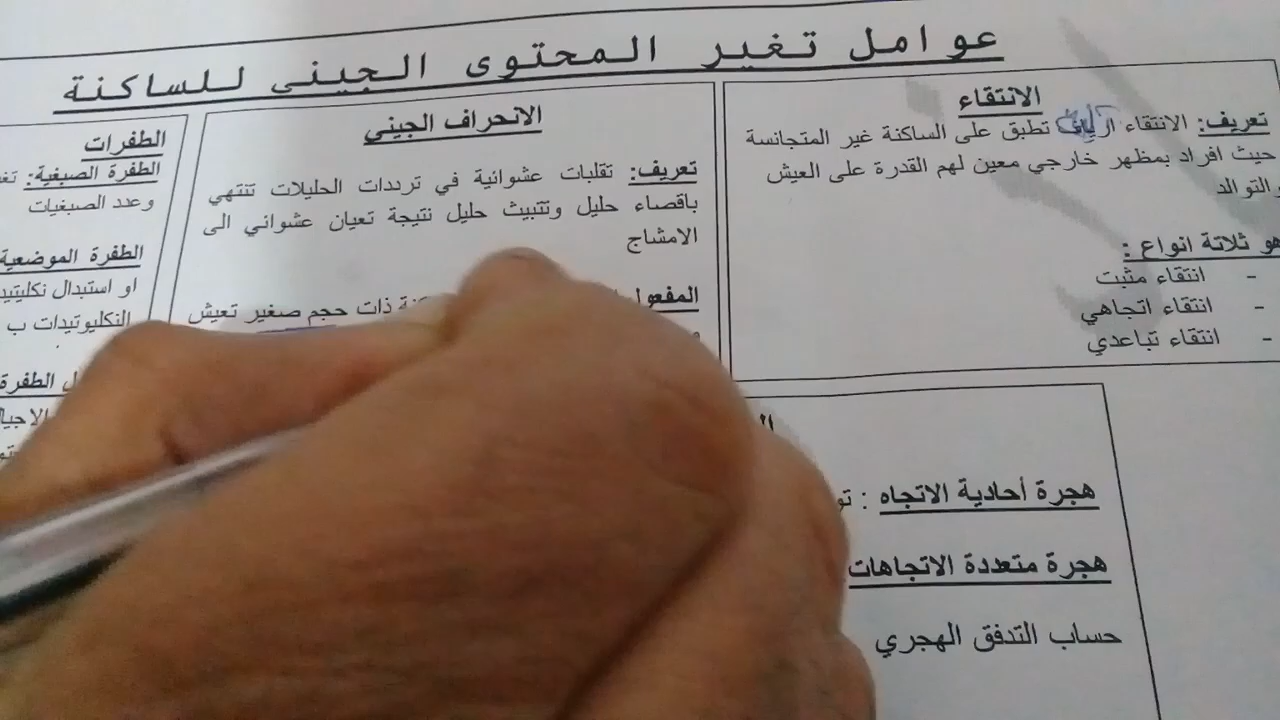 عوامل تغير المحتوى الجيني للساكنة
الانتقاء
تعريف: الانتقاء تطبق على الساكنة غير المتجانسة
حيث افراد بمظهر خارجي معين لهم القدرة على العيش
والتوالد
هو ثلاثة انواع :
- انتقاء مثبت
- انتقاء اتجاهي
- انتقاء تباعدي
الانحراف الجيني
تعريف: تقلبات عشوائية في ترددات الحليلات تنتهي
باقصاء حليل وتتبيث حليل نتيجة تعيان عشوائي الى
الامشاج
ذات حجم صغير تعيش
الطفرات
الطفرة الصبغية:
وعدد الصبغيات
الطفرة الموضعية
او استبدال
النكليوتيدات ب
الطفرة
هجرة أحادية الاتجاه :
هجرة متعددة الاتجاهات
حساب التدفق الهجري